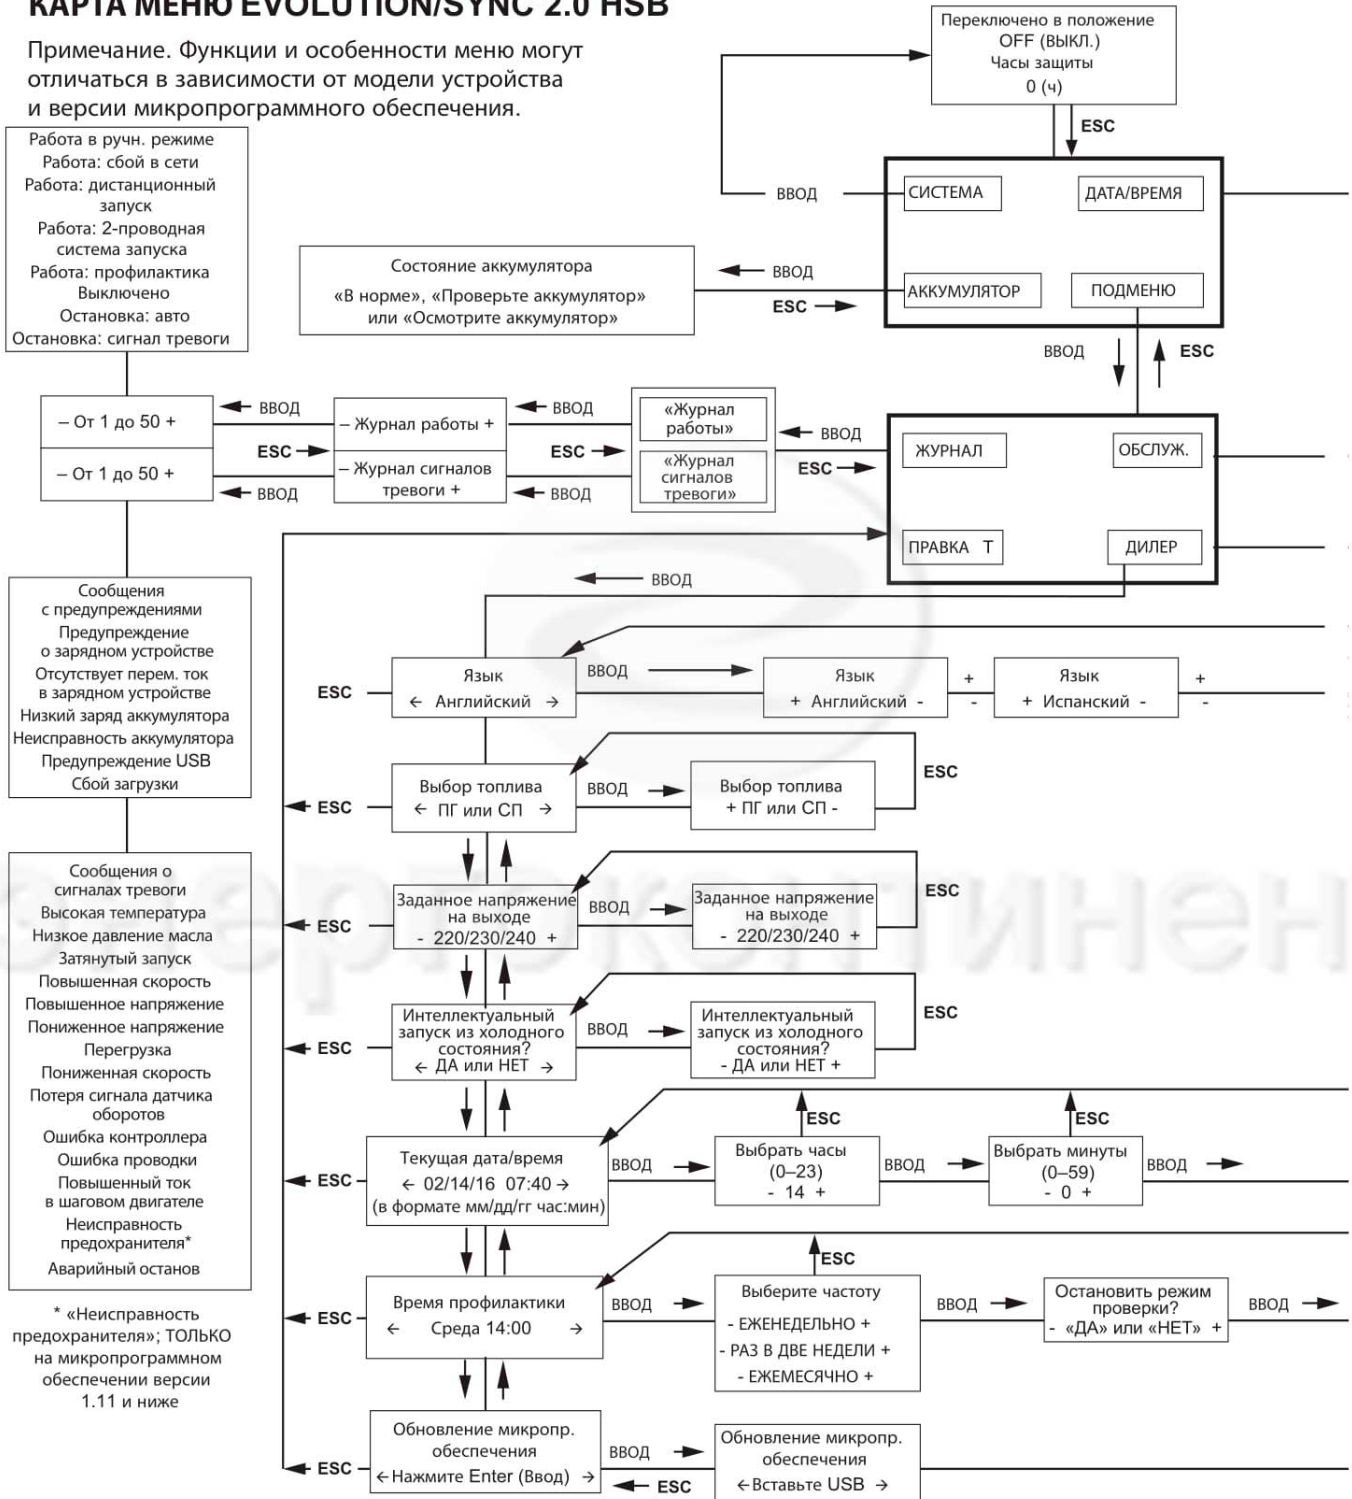 КАРТА МЕНЮ EVOLUTION/SYNC 2.0 HSB
Примечание. Функции и особенности меню могут
отличаться в зависимости от модели устройства
и версии микропрограммного обеспечения.
Переключено в положение
OFF (ВЫКЛ.)
Часы защиты
0 (ч)
ESC
ВВОД
СИСТЕМА
ДАТА/ВРЕМЯ
АККУМУЛЯТОР
ПОДМЕНЮ
ВВОД
ESC
Состояние аккумулятора
«В норме», «Проверьте аккумулятор»
или «Осмотрите аккумулятор»
Работа в ручн. режиме
Работа: сбой в сети
Работа: дистанционный
запуск
Работа: 2-проводная
система запуска
Работа: профилактика
Выключено
Остановка: авто
Остановка: сигнал тревоги
ВВОД
ESC
– От 1 до 50 +
– От 1 до 50 +
ВВОД
ESC
ВВОД
– Журнал работы +
– Журнал сигналов
тревоги +
ВВОД
ESC
ВВОД
«Журнал
работы»
«Журнал
сигналов
тревоги»
ВВОД
ESC
ЖУРНАЛ
ОБСЛУЖ.
ПРАВКА Т
ДИЛЕР
ВВОД
Сообщения
с предупреждениями
Предупреждение
о зарядном устройстве
Отсутствует перем. ток
в зарядном устройстве
Низкий заряд аккумулятора
Неисправность аккумулятора
Предупреждение USB
Сбой загрузки
ESC
Язык
← Английский →
ВВОД
Язык
+ Английский -
+
-
Язык
+ Испанский -
+
-
ESC
Выбор топлива
← ПГ или СП →
ВВОД
Выбор топлива
+ ПГ или СП -
ESC
Сообщения о
сигналах тревоги
Высокая температура
Низкое давление масла
Затянутый запуск
Повышенная скорость
Повышенное напряжение
Пониженное напряжение
Перегрузка
Пониженная скорость
Потеря сигнала датчика
оборотов
Ошибка контроллера
Ошибка проводки
Повышенный ток
в шаговом двигателе
Неисправность
предохранителя*
Аварийный останов
* «Неисправность
предохранителя»; ТОЛЬКО
на микропрограммном
обеспечении версии
1.11 и ниже
ESC
Заданное напряжение
на выходе
- 220/230/240 +
ВВОД
Заданное напряжение
на выходе
- 220/230/240 +
ESC
ESC
Интеллектуальный
запуск из холодного
состояния?
← ДА или НЕТ →
ВВОД
Интеллектуальный
запуск из холодного
состояния?
- ДА или НЕТ +
ESC
ESC
Текущая дата/время
← 02/14/16 07:40 →
(в формате мм/дд/гг час:мин)
ВВОД
ESC
Выбрать часы
(0–23)
- 14 +
ВВОД
ESC
Выбрать минуты
(0–59)
- 0 +
ВВОД
ESC
Время профилактики
← Среда 14:00 →
ВВОД
ESC
Выберите частоту
- ЕЖЕНЕДЕЛЬНО +
- РАЗ В ДВЕ НЕДЕЛИ +
- ЕЖЕМЕСЯЧНО +
ВВОД
Остановить режим
проверки?
- «ДА» или «НЕТ» +
ВВОД
ESC
Обновление микропр.
обеспечения
←Нажмите Enter (Ввод) →
ВВОД
ESC
Обновление микропр.
обеспечения
←Вставьте USB →
энергоконтинен